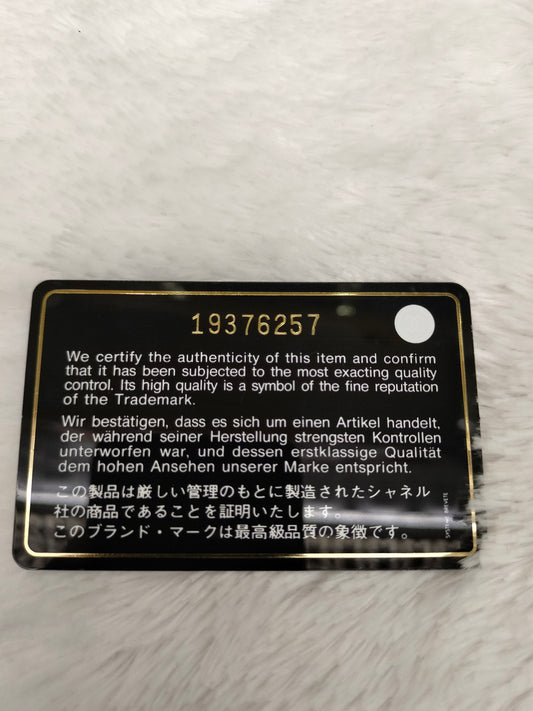 19376257
We certify the authenticity of this item and confirm
that it has been subjected to the most exacting quality
control. Its high quality is a symbol of the fine reputation
of the Trademark.
Wir bestätigen, dass es sich um einen Artikel handelt,
der während seiner Herstellung strengsten Kontrollen
unterworfen war, und dessen erstklassige Qualität
dem hohen Ansehen unserer Marke entspricht.
この製品は厳しい管理のもとに製造されたシャネル
社の商品であることを証明いたします。
このブランド・マークは最高級品質の象徴です。
SYSTEME BREVETE